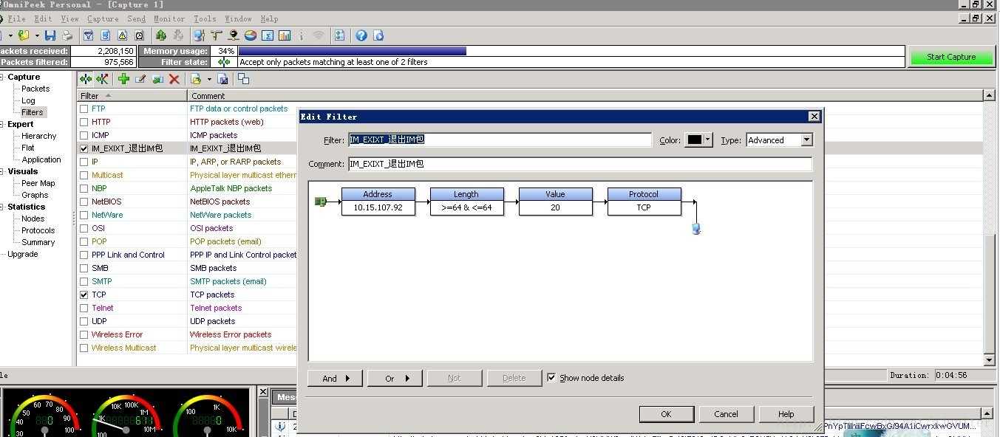 OmniPeek Personal - [Capture 1]
File Edit View Capture Send Monitor Tools Window Help
ackets received: 2,208,150 Memory usage: 34%
Packets filtered: 975,566 Filter state: Accept only packets matching at least one of 2 filters
Start Capture
Capture
Packets
Log
Filters
Expert
Hierarchy
Flat
Application
Visuals
Peer Map
Graphs
Statistics
Nodes
Protocols
Summary
Upgrade
Filter Comment
FTP FTP data or control packets
HTTP HTTP packets (web)
ICMP ICMP packets
IM_EXIXT_退出IM包 IM_EXIXT_退出IM包
IP IP, ARP, or RARP packets
Multicast Physical layer multicast ethern
NBP AppleTalk NBP packets
NetBIOS NetBIOS packets
NetWare NetWare packets
OSI OSI packets
POP POP packets (email)
PPP Link and Control PPP IP and Link Control packet
SMB SMB packets
SMTP SMTP packets (email)
TCP TCP packets
Telnet Telnet packets
UDP UDP packets
Wireless Error Wireless Error packets
Wireless Multicast Physical layer multicast wirele
Edit Filter
Filter: IM_EXIXT_退出IM包 Color: Type: Advanced
Comment: IM_EXIXT_退出IM包
Address Length Value Protocol
10.15.107.92 >=64 & <=64 20 TCP
And Or Not Delete Show node details
OK Cancel Help
le Duration: 0:04:56
30 40 50 60 70 80 90 100 0
1K 10K 100K 1M 10M 611
100 1K 10K 0
Mess